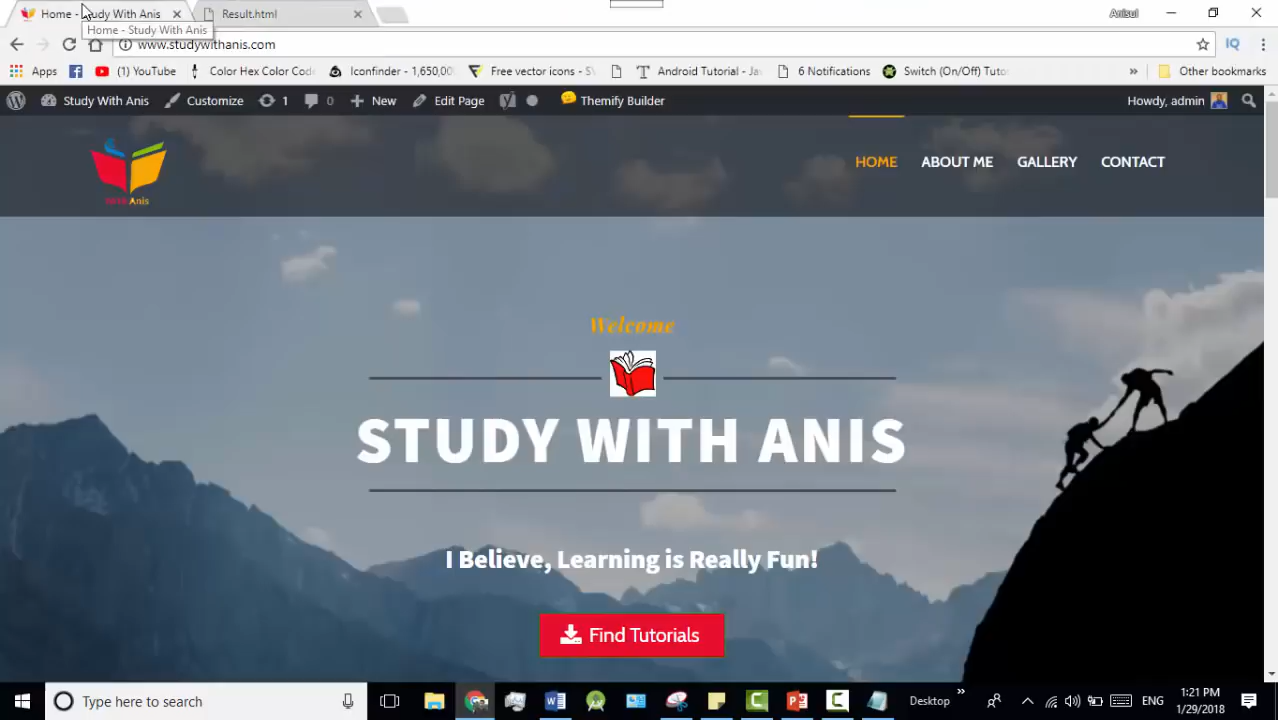 Home - Study With Anis
Result.html
Anisul
Home - Study With Anis
www.studywithanis.com
Apps
(1) YouTube
Color Hex Color Co
Iconfinder - 1,650,00
Free vector icons - S
Android Tutorial - Ja
6 Notifications
Switch (On/Off) Tuto
»
Other bookmarks
Study With Anis
Customize
1
0
New
Edit Page
Themify Builder
Howdy, admin
With Anis
HOME
ABOUT ME
GALLERY
CONTACT
Welcome
STUDY WITH ANIS
I Believe, Learning is Really Fun!
Find Tutorials
Type here to search
Desktop
»
ENG
1:21 PM
1/29/2018